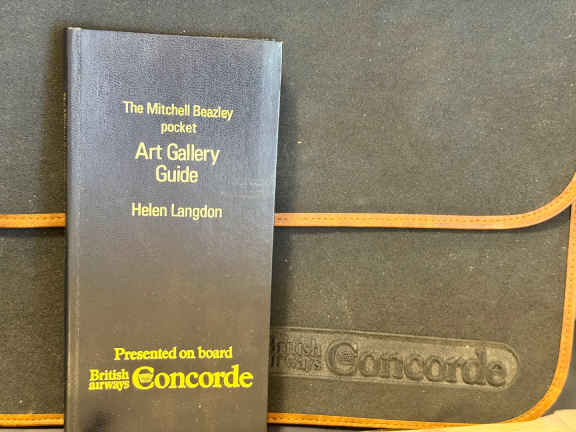 The Mitchell Beazley
pocket
Art Gallery
Guide
Helen Langdon
Presented on board
British
airways
Concorde
British
airways
Concorde